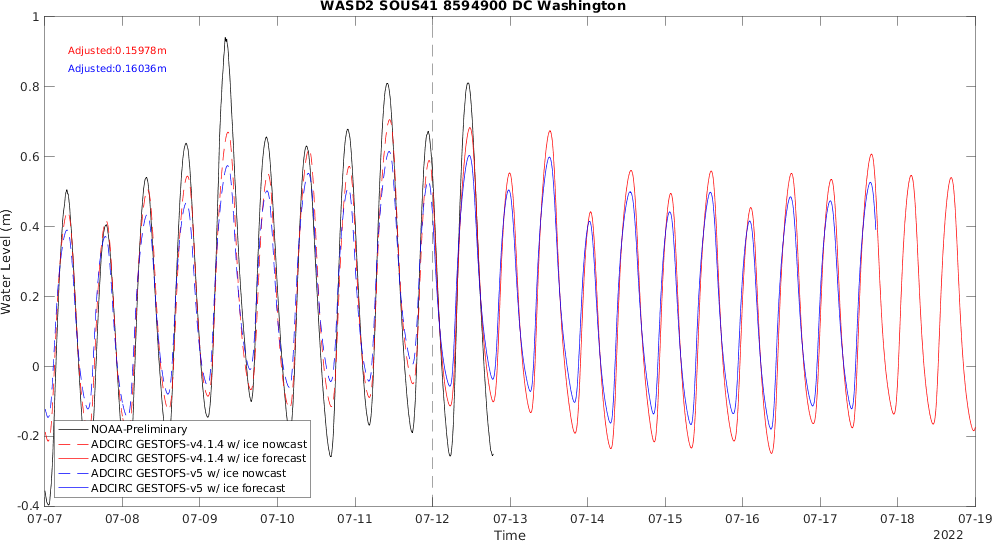 WASD2 SOUS41 8594900 DC Washington
Adjusted:0.15978m
Adjusted:0.16036m
Water Level (m)
1
0.8
0.6
0.4
0.2
0
-0.2
-0.4
NOAA-Preliminary
ADCIRC GESTOFS-v4.1.4 w/ ice nowcast
ADCIRC GESTOFS-v4.1.4 w/ ice forecast
ADCIRC GESTOFS-v5 w/ ice nowcast
ADCIRC GESTOFS-v5 w/ ice forecast
07-07 07-08 07-09 07-10 07-11 07-12 07-13 07-14 07-15 07-16 07-17 07-18 07-19
Time
2022